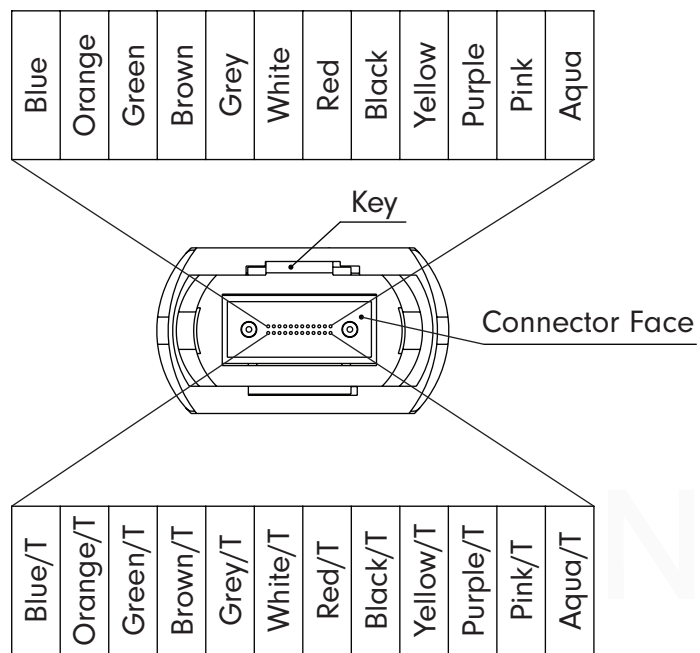 Blue Orange Green Brown Grey White Red Black Yellow Purple Pink Aqua
Key
Connector Face
Blue/T Orange/T Green/T Brown/T Grey/T White/T Red/T Black/T Yellow/T Purple/T Pink/T Aqua/T
N